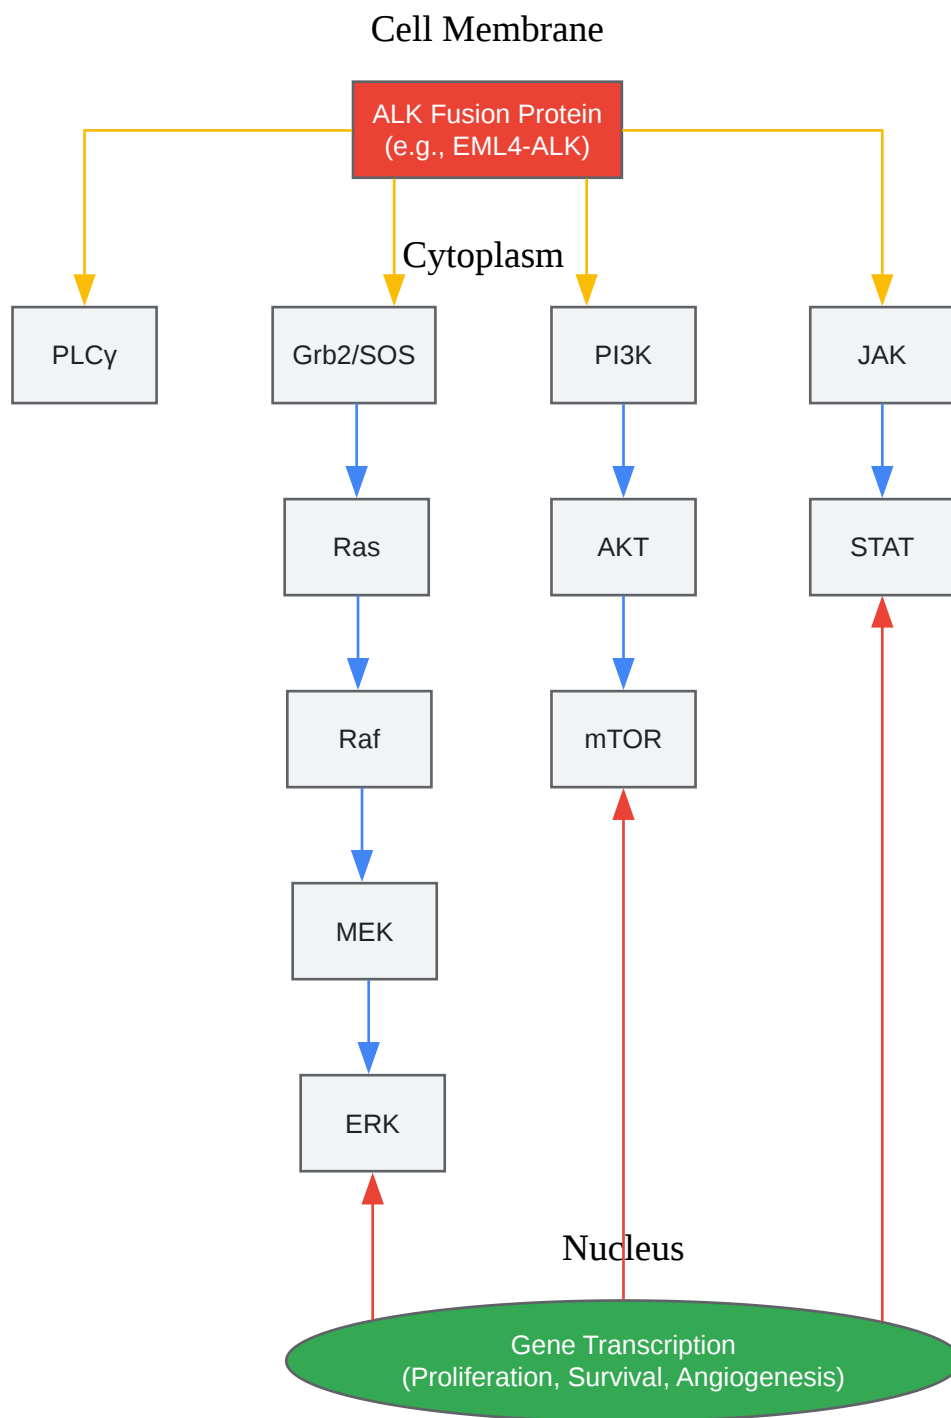 Cell Membrane
ALK Fusion Protein
(e.g., EML4-ALK)
Cytoplasm
PLCγ
Grb2/SOS
PI3K
JAK
Ras
AKT
STAT
Raf
mTOR
MEK
ERK
Nucleus
Gene Transcription
(Proliferation, Survival, Angiogenesis)